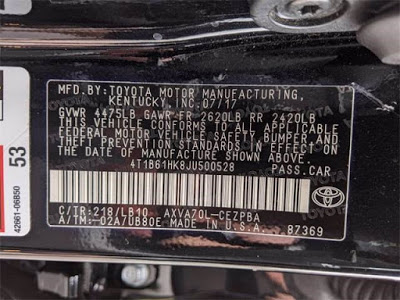 MFD. BY: TOYOTA MOTOR MANUFACTURING,
KENTUCKY, INC. 07/17
GVWR 4475LB GAWR FR 2620LB RR 2420LB
THIS VEHICLE CONFORMS TO ALL APPLICABLE
FEDERAL MOTOR VEHICLE SAFETY, BUMPER AND
THEFT PREVENTION STANDARDS IN EFFECT ON
THE DATE OF MANUFACTURE SHOWN ABOVE.
4T1B61HK8JU500528 PASS.CAR
C/TR: 218/LB10 AXVA70L-CEZPBA
A/TM: -02A/UB80E MADE IN U.S.A. 87369
TOYOTA
53
42661-06B50